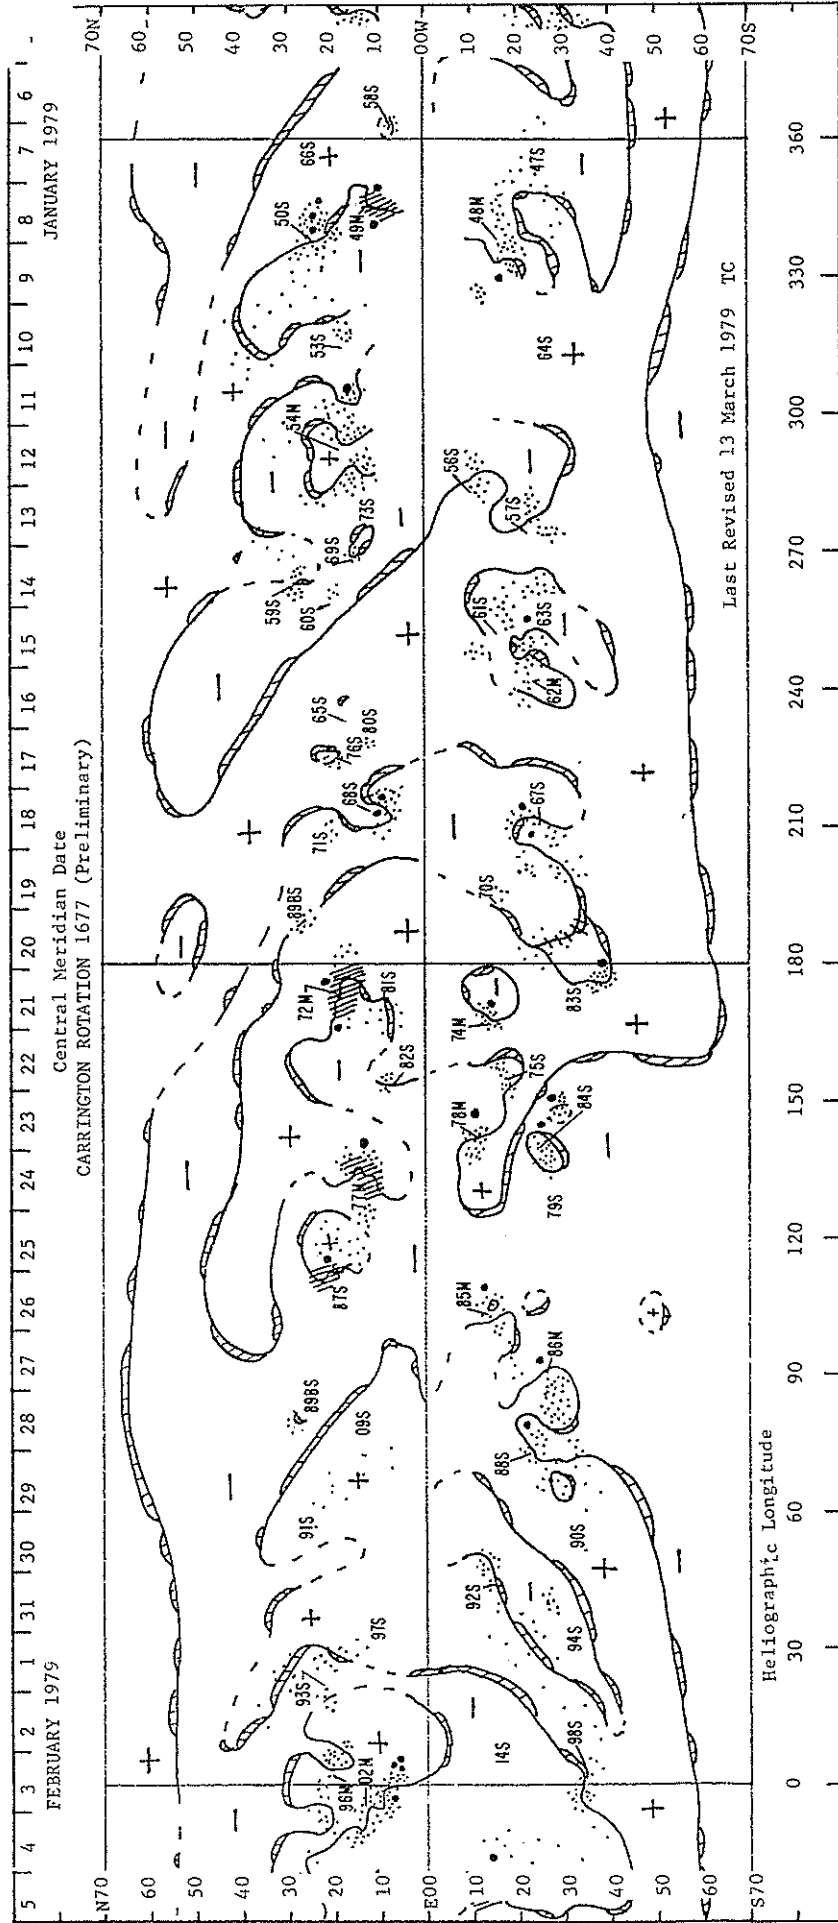 Central Meridian Date
FEBRUARY 1979
JANUARY 1979
5 4 3 2 1 31 30 29 28 27 26 25 24 23 22 21 20 19 18 17 16 15 14 13 12 11 10 9 8 7 6
CARRINGTON ROTATION 1677 (Preliminary)
N70 70N
60 60
50 50
40 40
30 30
20 20
10 10
E00 00W
10 10
20 20
30 30
40 40
50 50
60 60
S70 70S
96M
02M
93S
97S
91S
09S
89BS
87S
77M
82S
72M
81S
89BS
71S
68S
76S
80S
65S
60S
59S
69S
73S
54M
53S
50S
49M
66S
58S
14S
98S
94S
92S
90S
88S
86M
85M
79S
84S
78M
75S
74M
83S
70S
67S
62M
63S
61S
57S
56S
64S
48M
47S
Last Revised 13 March 1979 TC
0 30 60 90 120 150 180 210 240 270 300 330 360
Heliographic Longitude